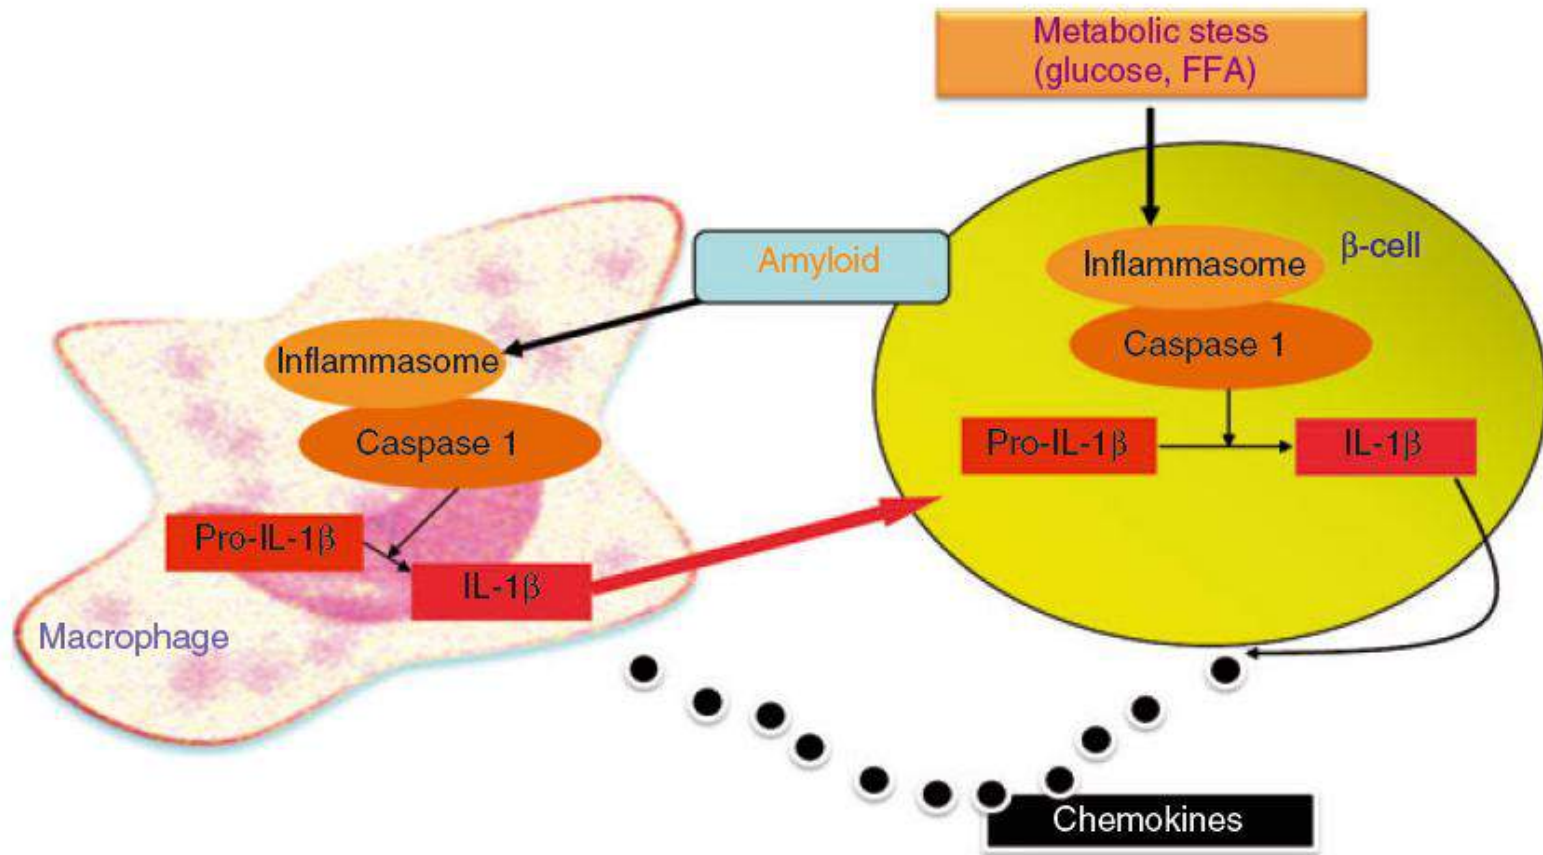 Metabolic stess
(glucose, FFA)
Amyloid
Inflammasome
β-cell
Caspase 1
Pro-IL-1β
IL-1β
Inflammasome
Caspase 1
Pro-IL-1β
IL-1β
Macrophage
Chemokines